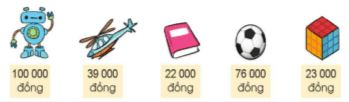 100 000 39 000 22 000 76 000 23 000
đồng đồng đồng đồng đồng